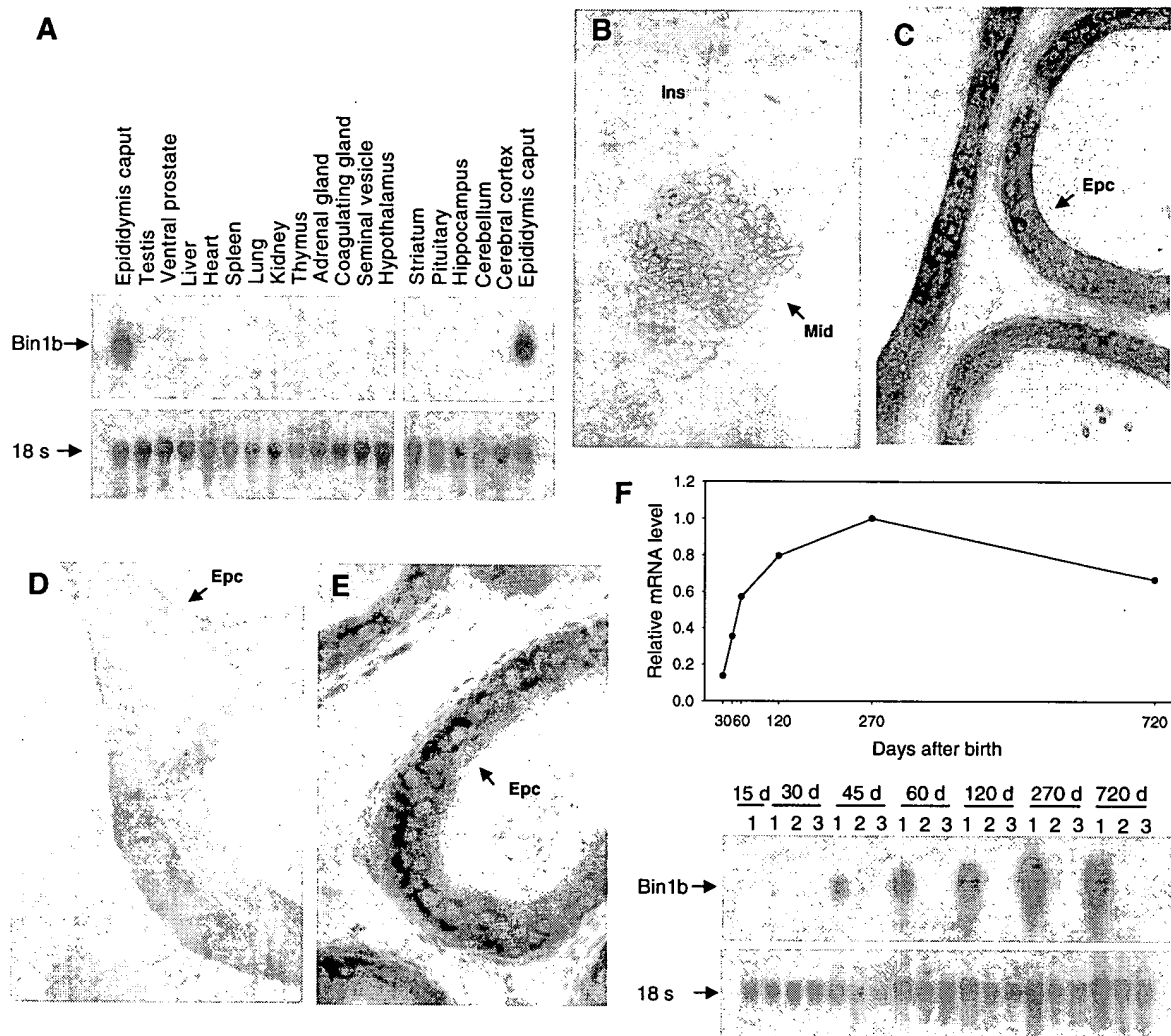 A
Epididymis caput
Testis
Ventral prostate
Liver
Heart
Spleen
Lung
Kidney
Thymus
Adrenal gland
Coagulating gland
Seminal vesicle
Hypothalamus
Striatum
Pituitary
Hippocampus
Cerebellum
Cerebral cortex
Epididymis caput
Bin1b
18 s
B
Ins
Mid
C
Epc
D
Epc
E
Epc
F
1.2
1.0
0.8
0.6
0.4
0.2
0.0
Relative mRNA level
3060 120 270 720
Days after birth
15 d 30 d 45 d 60 d 120 d 270 d 720 d
1 1 2 3 1 2 3 1 2 3 1 2 3 1 2 3 1 2 3
Bin1b
18 s